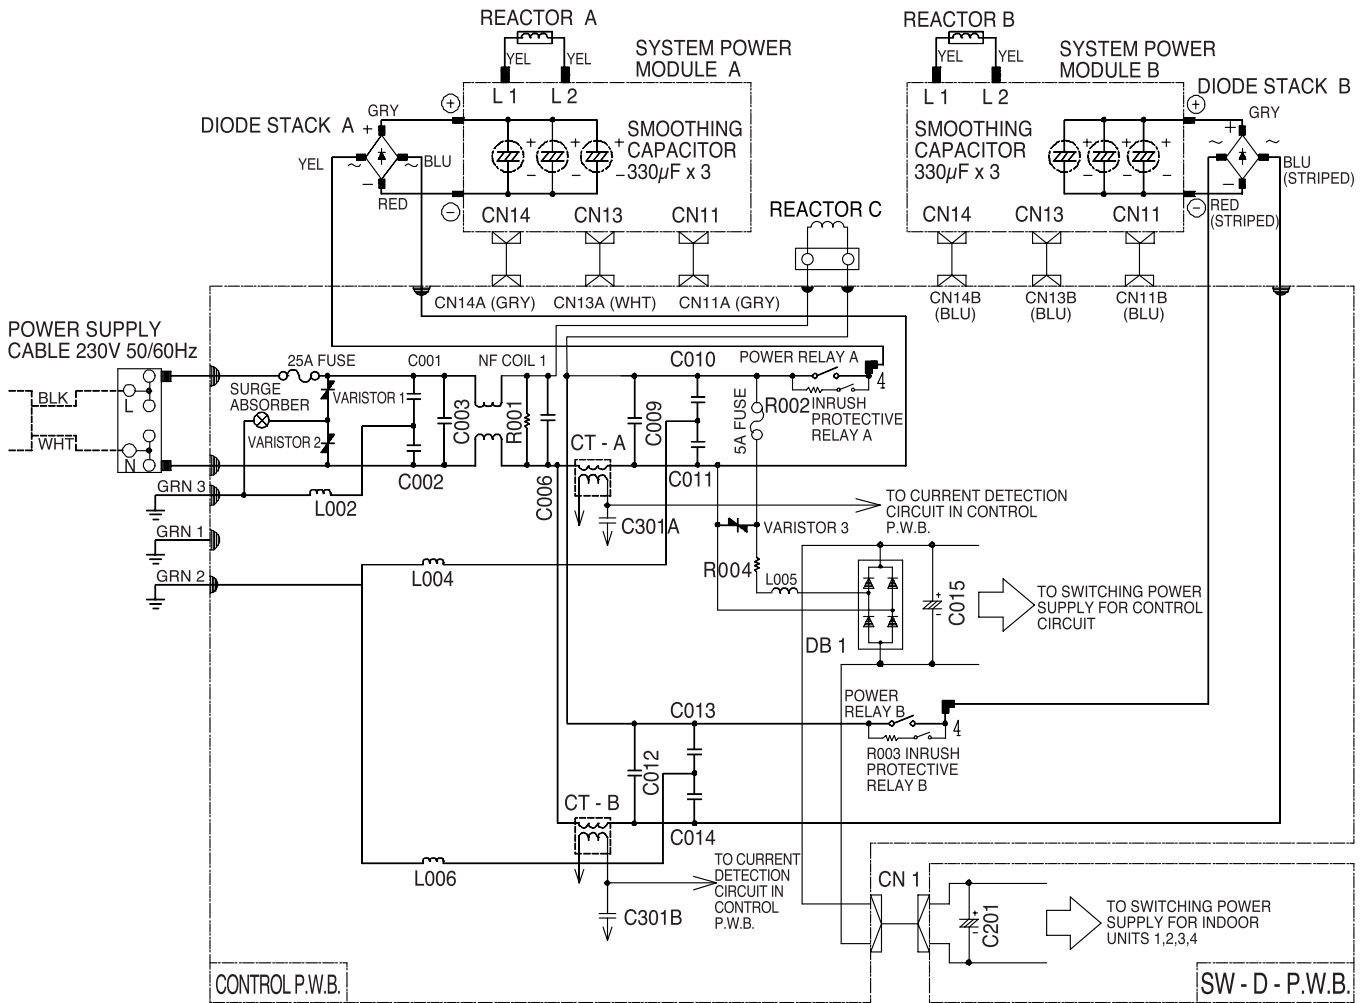 REACTOR A
REACTOR B
YEL
YEL
SYSTEM POWER
MODULE A
YEL
YEL
SYSTEM POWER
MODULE B
L 1
L 2
L 1
L 2
DIODE STACK B
DIODE STACK A
+
GRY
+
YEL
~
~
BLU
−
RED
−
+
−
+
−
+
−
SMOOTHING
CAPACITOR
330µF x 3
SMOOTHING
CAPACITOR
330µF x 3
+
−
+
−
+
−
+
GRY
+
~
~
BLU
(STRIPED)
−
−
RED
(STRIPED)
CN14
CN13
CN11
REACTOR C
CN14
CN13
CN11
CN14A (GRY)
CN13A (WHT)
CN11A (GRY)
CN14B
(BLU)
CN13B
(BLU)
CN11B
(BLU)
POWER SUPPLY
CABLE 230V 50/60Hz
BLK
L
WHT
N
25A FUSE
C001
NF COIL 1
C010
POWER RELAY A
4
SURGE
ABSORBER
VARISTOR 1
VARISTOR 2
C003
R001
C009
5A FUSE
R002
INRUSH
PROTECTIVE
RELAY A
CT - A
C002
C006
C011
GRN 3
L002
C301A
TO CURRENT DETECTION
CIRCUIT IN CONTROL
P.W.B.
GRN 1
VARISTOR 3
GRN 2
L004
R004
L005
DB 1
+
−
C015
TO SWITCHING POWER
SUPPLY FOR CONTROL
CIRCUIT
C013
POWER
RELAY B
4
R003 INRUSH
PROTECTIVE
RELAY B
C012
CT - B
C014
L006
TO CURRENT
DETECTION
CIRCUIT IN
CONTROL
P.W.B.
C301B
CN 1
+
−
C201
TO SWITCHING POWER
SUPPLY FOR INDOOR
UNITS 1,2,3,4
CONTROL P.W.B.
SW - D - P.W.B.